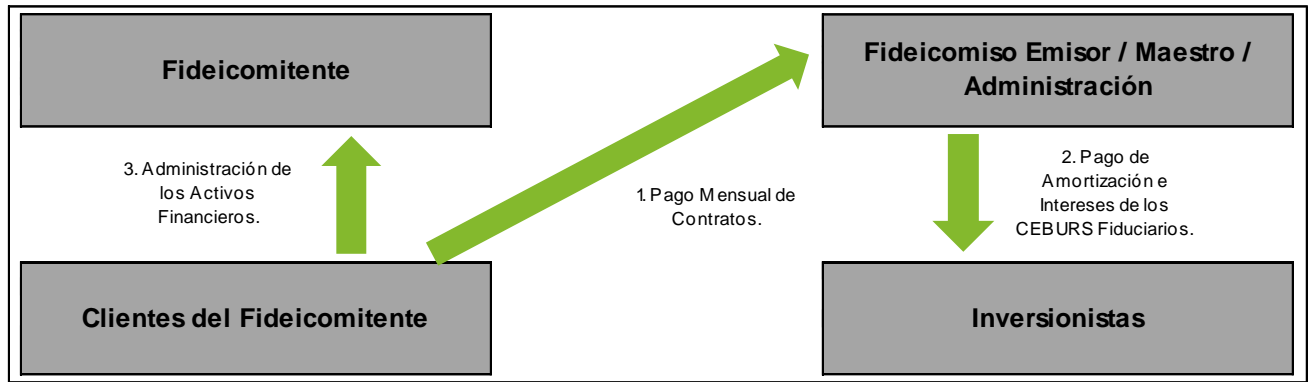 Fideicomitente
Fideicomiso Emisor / Maestro /
Administración
3. Administración de
los Activos
Financieros.
1. Pago Mensual de
Contratos.
2. Pago de
Amortización e
Intereses de los
CEBURS Fiduciarios.
Clientes del Fideicomitente
Inversionistas